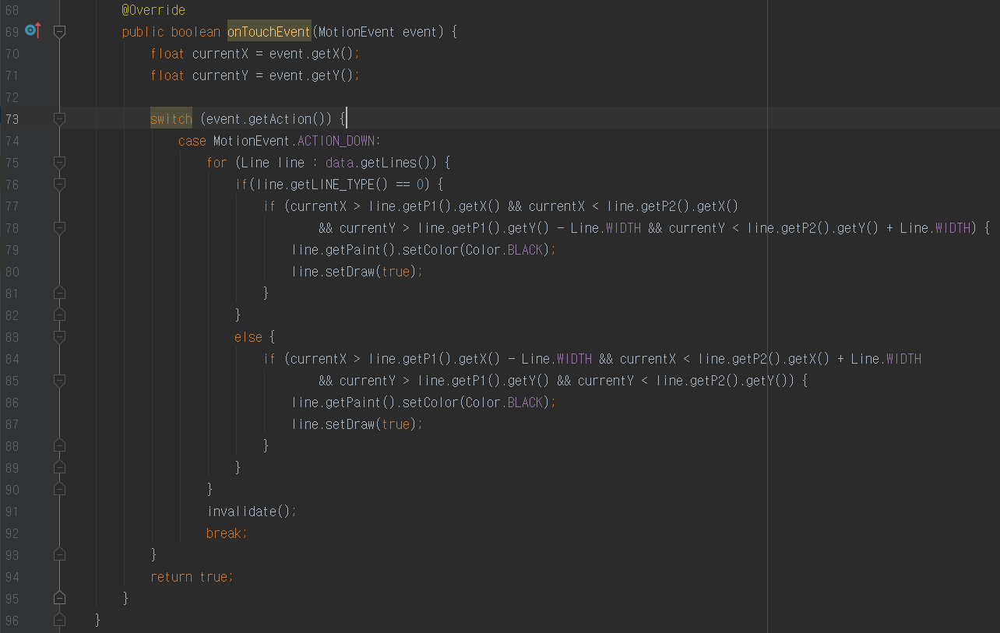 68 @Override
69 public boolean onTouchEvent(MotionEvent event) {
70 float currentX = event.getX();
71 float currentY = event.getY();
72
73 switch (event.getAction()) {
74 case MotionEvent.ACTION_DOWN:
75 for (Line line : data.getLines()) {
76 if(line.getLINE_TYPE() == 0) {
77 if (currentX > line.getP1().getX() && currentX < line.getP2().getX()
78 && currentY > line.getP1().getY() - Line.WIDTH && currentY < line.getP2().getY() + Line.WIDTH) {
79 line.getPaint().setColor(Color.BLACK);
80 line.setDraw(true);
81 }
82 }
83 else {
84 if (currentX > line.getP1().getX() - Line.WIDTH && currentX < line.getP2().getX() + Line.WIDTH
85 && currentY > line.getP1().getY() && currentY < line.getP2().getY()) {
86 line.getPaint().setColor(Color.BLACK);
87 line.setDraw(true);
88 }
89 }
90 }
91 invalidate();
92 break;
93 }
94 return true;
95 }
96 }